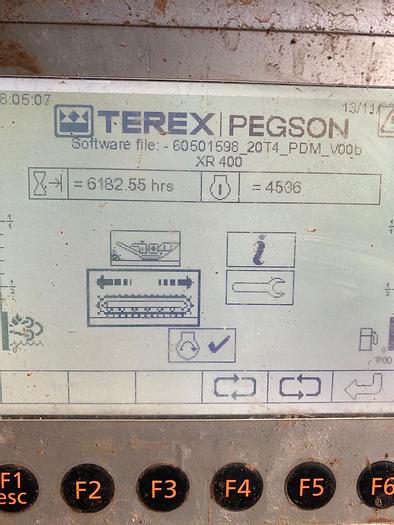 8:05:07
13/11/
TEREX | PEGSON
Software file: - 60501598_20T4_PDM_V00b
XR 400
= 6182.55 hrs
= 4536
i
F1
esc
F2
F3
F4
F5
F6